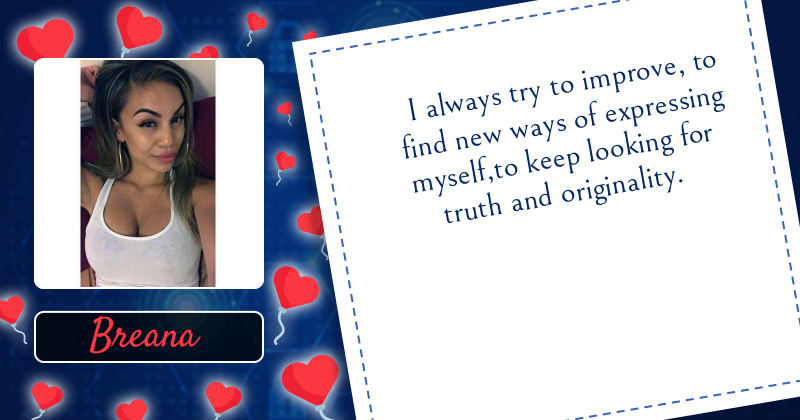 I always try to improve, to
find new ways of expressing
myself,to keep looking for
truth and originality.
Breana